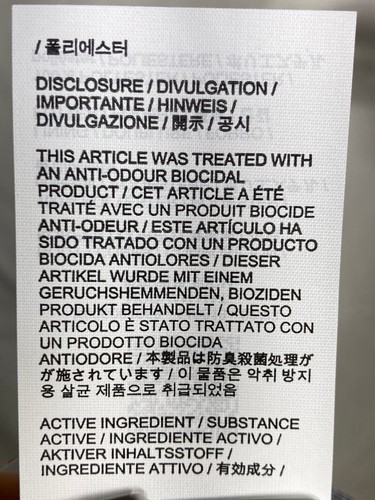 / 폴리에스터
DISCLOSURE / DIVULGATION /
IMPORTANTE / HINWEIS /
DIVULGAZIONE / 開示 / 공시
THIS ARTICLE WAS TREATED WITH
AN ANTI-ODOUR BIOCIDAL
PRODUCT / CET ARTICLE A ÉTÉ
TRAITÉ AVEC UN PRODUIT BIOCIDE
ANTI-ODEUR / ESTE ARTÍCULO HA
SIDO TRATADO CON UN PRODUCTO
BIOCIDA ANTIOLORES / DIESER
ARTIKEL WURDE MIT EINEM
GERUCHSHEMMENDEN, BIOZIDEN
PRODUKT BEHANDELT / QUESTO
ARTICOLO È STATO TRATTATO CON
UN PRODOTTO BIOCIDA
ANTIODORE / 本製品は防臭殺菌処理が
が施されています / 이 물품은 악취 방지
용 살균 제품으로 취급되었음
ACTIVE INGREDIENT / SUBSTANCE
ACTIVE / INGREDIENTE ACTIVO /
AKTIVER INHALTSSTOFF /
INGREDIENTE ATTIVO / 有効成分 /